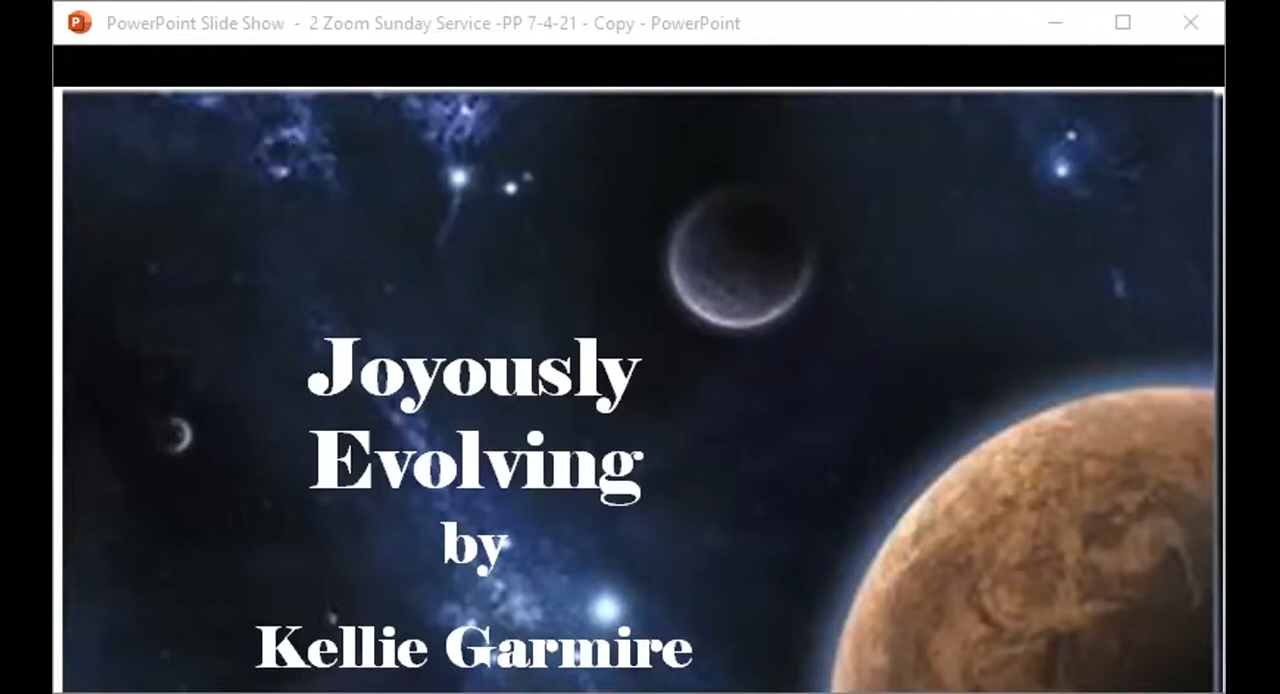 PowerPoint Slide Show - 2 Zoom Sunday Service -PP 7-4-21 - Copy - PowerPoint
Joyously
Evolving
by
Kellie Garmire